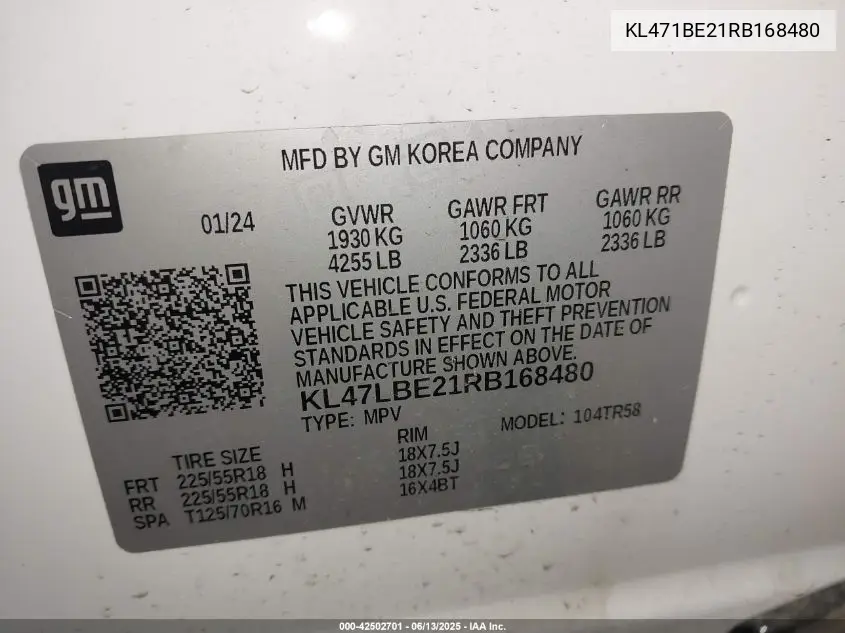 KL471BE21RB168480
MFD BY GM KOREA COMPANY
gm
01/24
GVWR
1930 KG
4255 LB
GAWR FRT
1060 KG
2336 LB
GAWR RR
1060 KG
2336 LB
THIS VEHICLE CONFORMS TO ALL
APPLICABLE U.S. FEDERAL MOTOR
VEHICLE SAFETY AND THEFT PREVENTION
STANDARDS IN EFFECT ON THE DATE OF
MANUFACTURE SHOWN ABOVE.
KL47LBE21RB168480
TYPE: MPV
MODEL: 104TR58
TIRE SIZE
RIM
FRT 225/55R18 H 18X7.5J
RR 225/55R18 H 18X7.5J
SPA T125/70R16 M 16X4BT
000-42502701 - 06/13/2025 - IAA Inc.